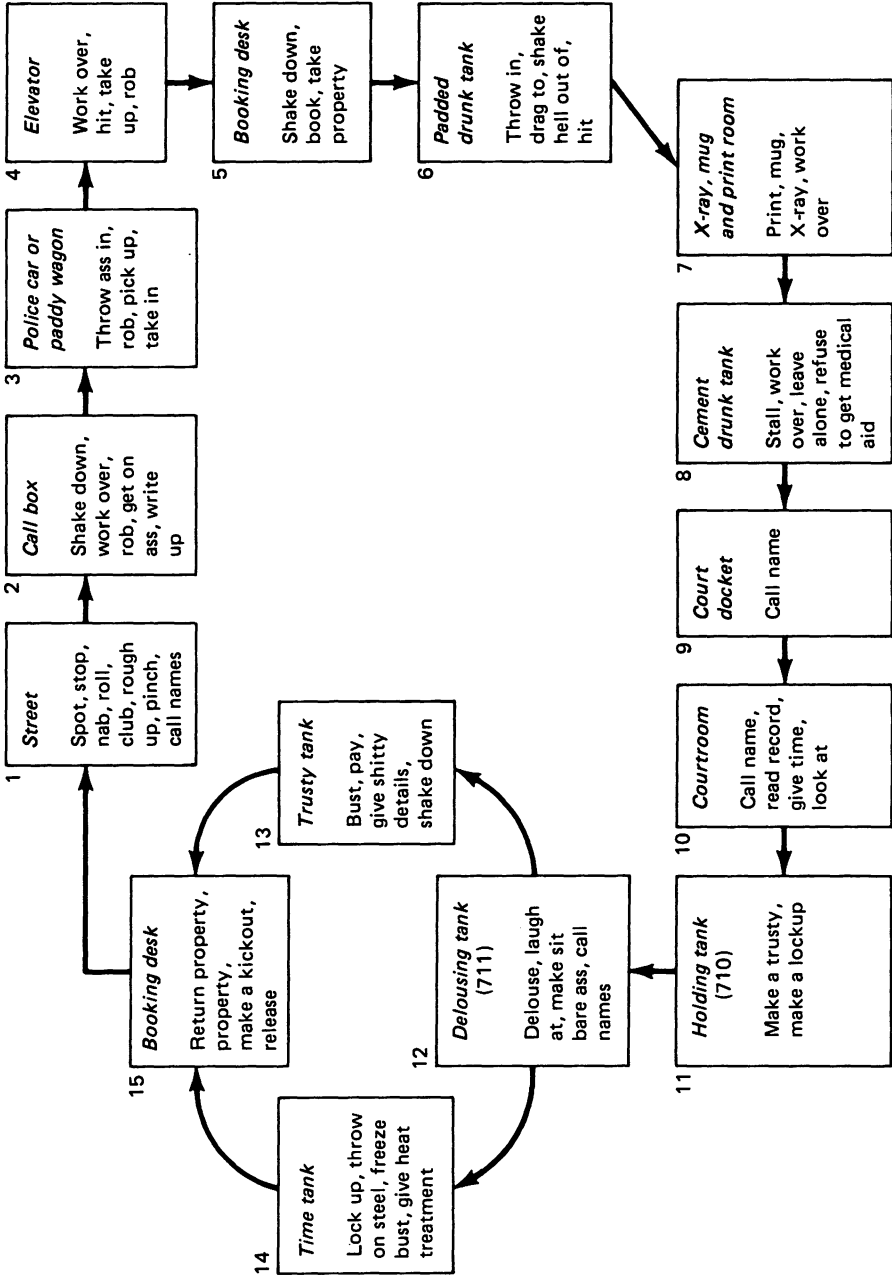 1
Street
Spot, stop,
nab, roll,
club, rough
up, pinch,
call names
2
Call box
Shake down,
work over,
rob, get on
ass, write
up
3
Police car or
paddy wagon
Throw ass in,
rob, pick up,
take in
4
Elevator
Work over,
hit, take
up, rob
5
Booking desk
Shake down,
book, take
property
6
Padded
drunk tank
Throw in,
drag to, shake
hell out of,
hit
7
X-ray, mug
and print room
Print, mug,
X-ray, work
over
8
Cement
drunk tank
Stall, work
over, leave
alone, refuse
to get medical
aid
9
Court
docket
Call name
10
Courtroom
Call name,
read record,
give time,
look at
11
Holding tank
(710)
Make a trusty,
make a lockup
12
Delousing tank
(711)
Delouse, laugh
at, make sit
bare ass, call
names
13
Trusty tank
Bust, pay,
give shitty
details,
shake down
14
Time tank
Lock up, throw
on steel, freeze
bust, give heat
treatment
15
Booking desk
Return property,
property,
make a kickout,
release